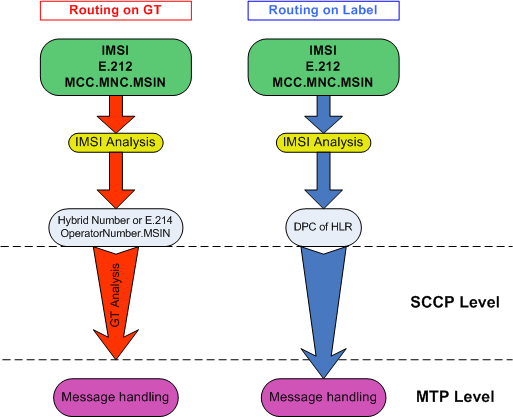 Routing on GT
Routing on Label
IMSI
E.212
MCC.MNC.MSIN
IMSI
E.212
MCC.MNC.MSIN
IMSI Analysis
IMSI Analysis
Hybrid Number or E.214
OperatorNumber.MSIN
DPC of HLR
GT Analysis
SCCP Level
Message handling
Message handling
MTP Level